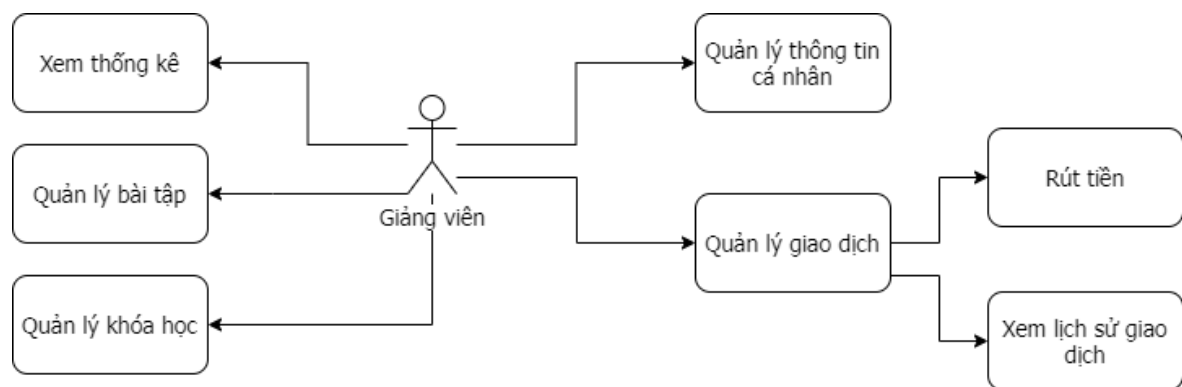 Xem thống kê
Quản lý thông tin
cá nhân
Quản lý bài tập
Giảng viên
Rút tiền
Quản lý giao dịch
Quản lý khóa học
Xem lịch sử giao
dịch